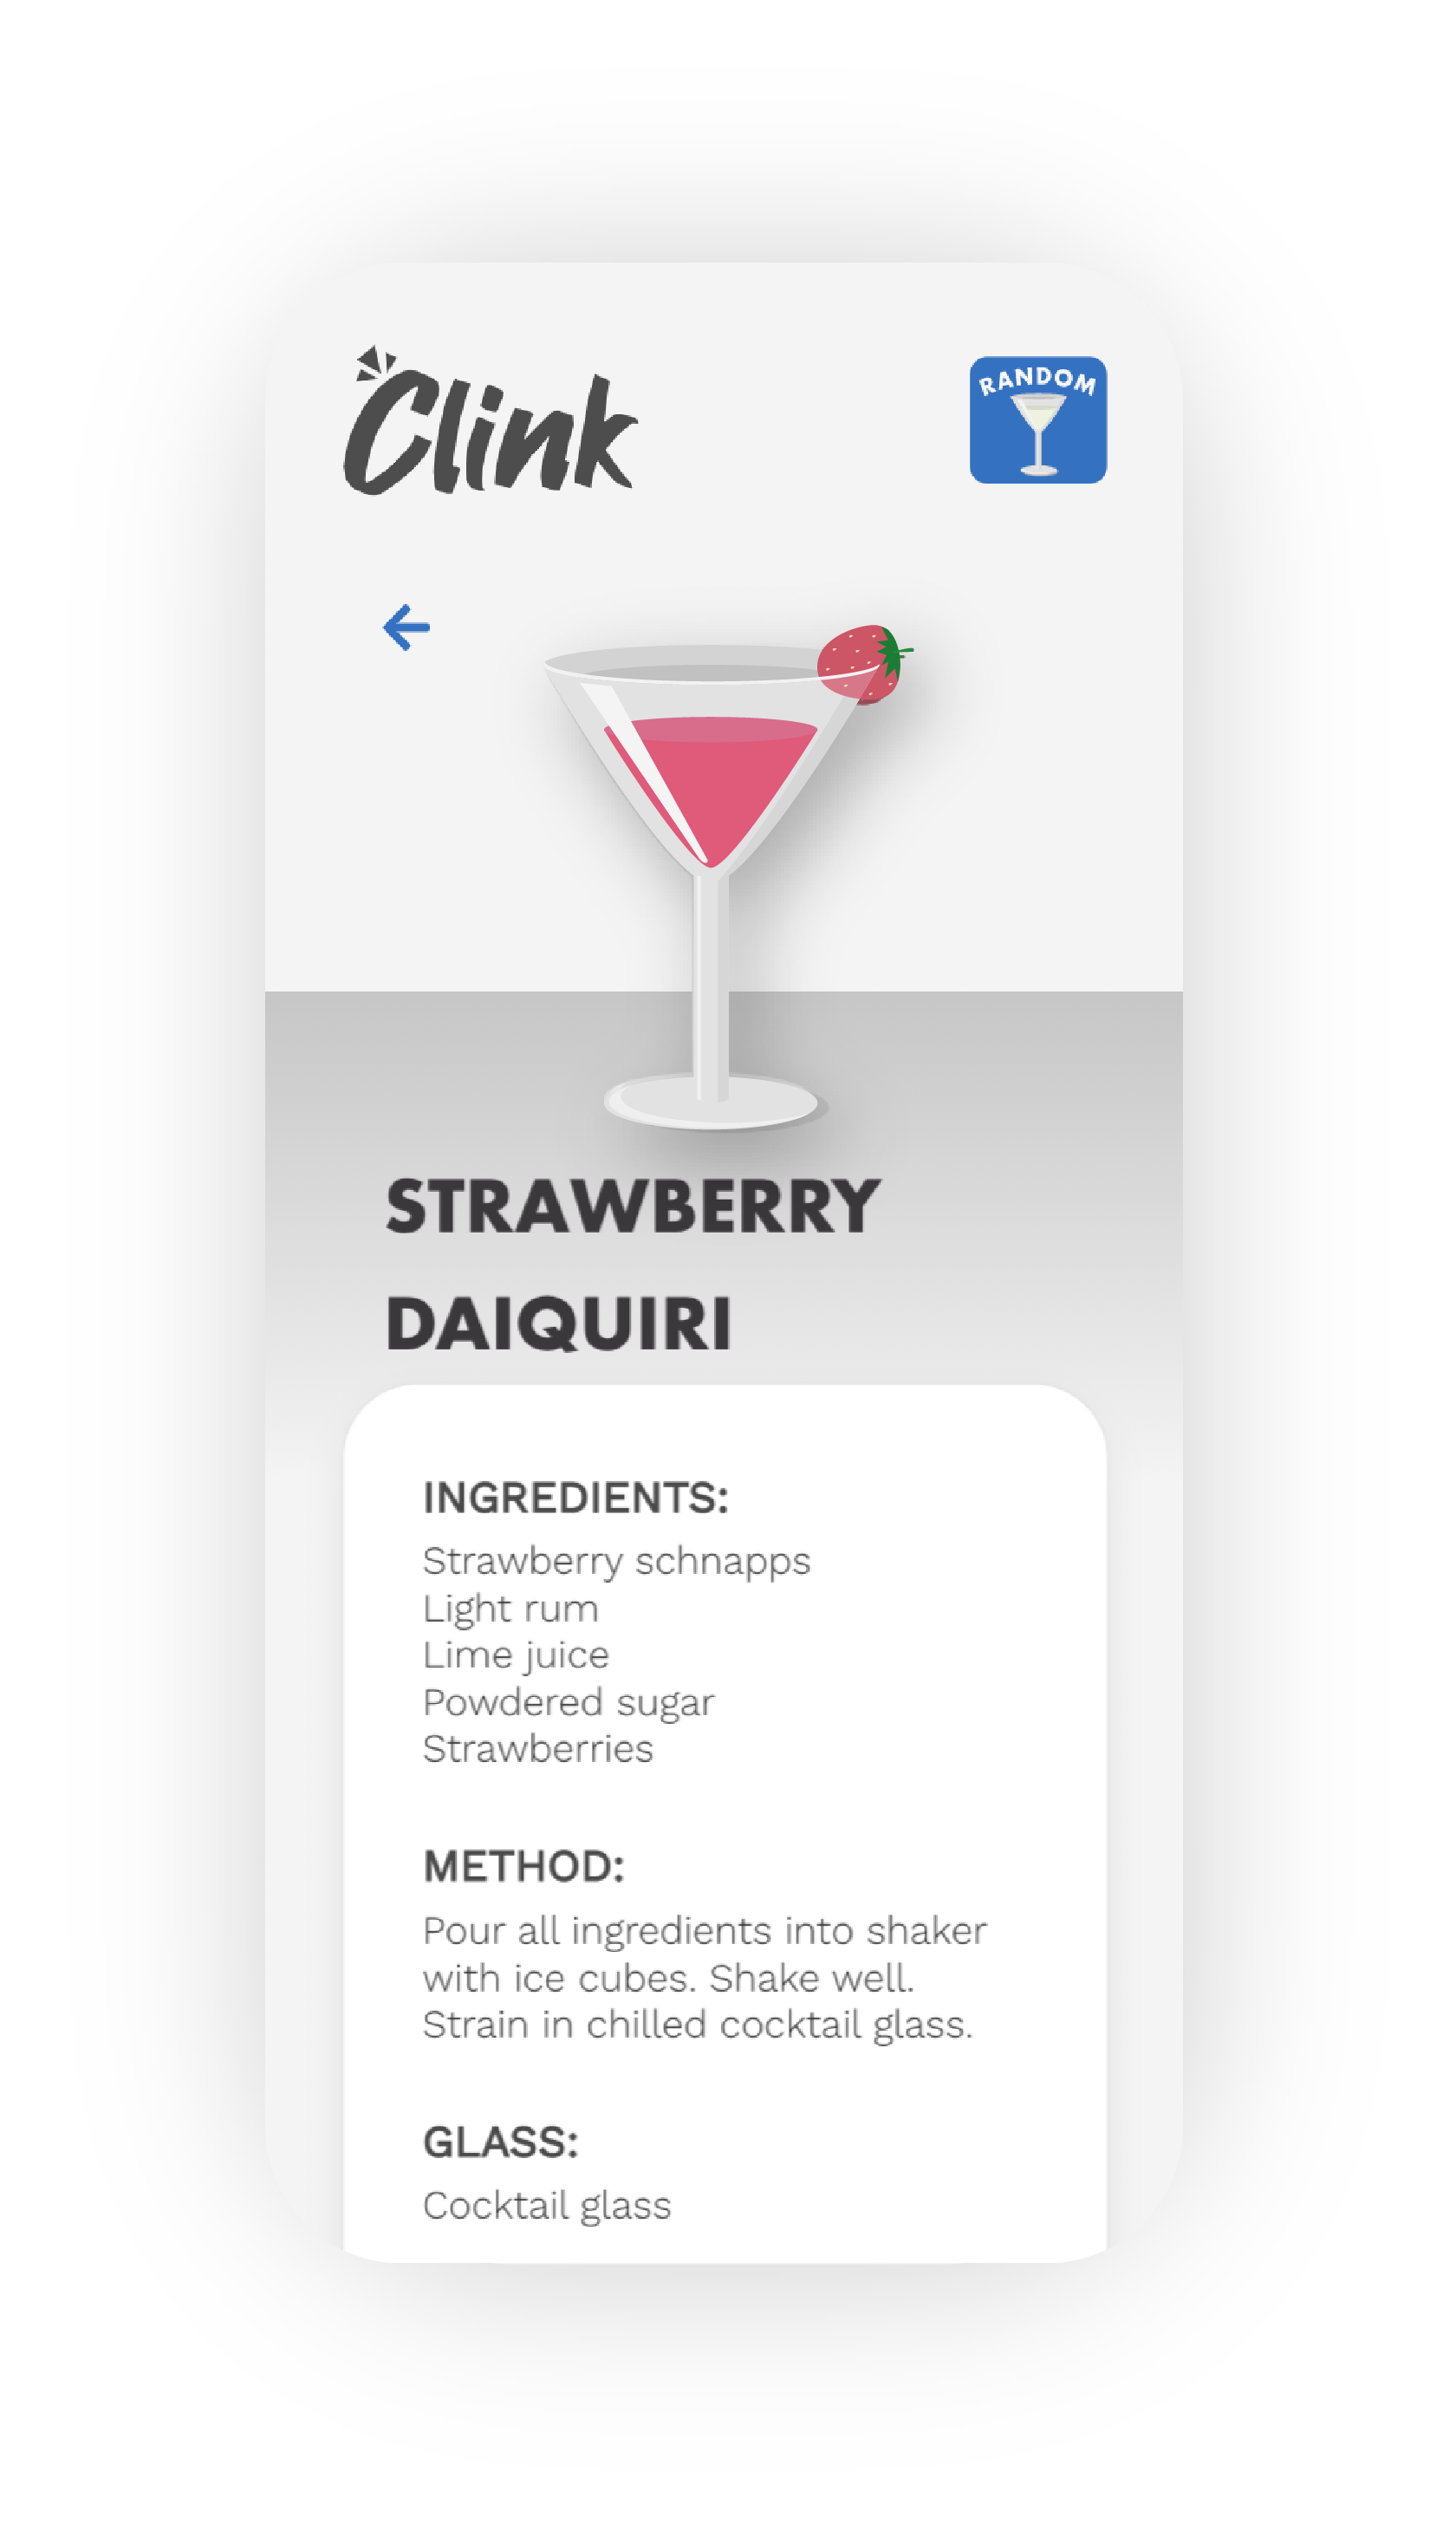 Clink
RANDOM
STRAWBERRY
DAIQUIRI
INGREDIENTS:
Strawberry schnapps
Light rum
Lime juice
Powdered sugar
Strawberries
METHOD:
Pour all ingredients into shaker
with ice cubes. Shake well.
Strain in chilled cocktail glass.
GLASS:
Cocktail glass